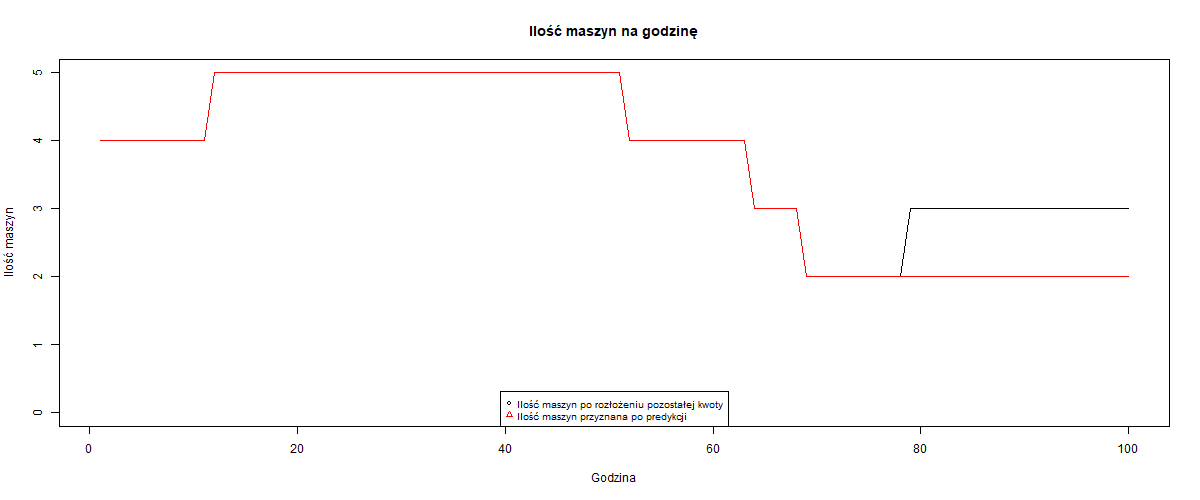 Ilość maszyn na godzinę
Ilość maszyn
5
4
3
2
1
0
Ilość maszyn po rozłożeniu pozostałej kwoty
Ilość maszyn przyznana po predykcji
0 20 40 60 80 100
Godzina